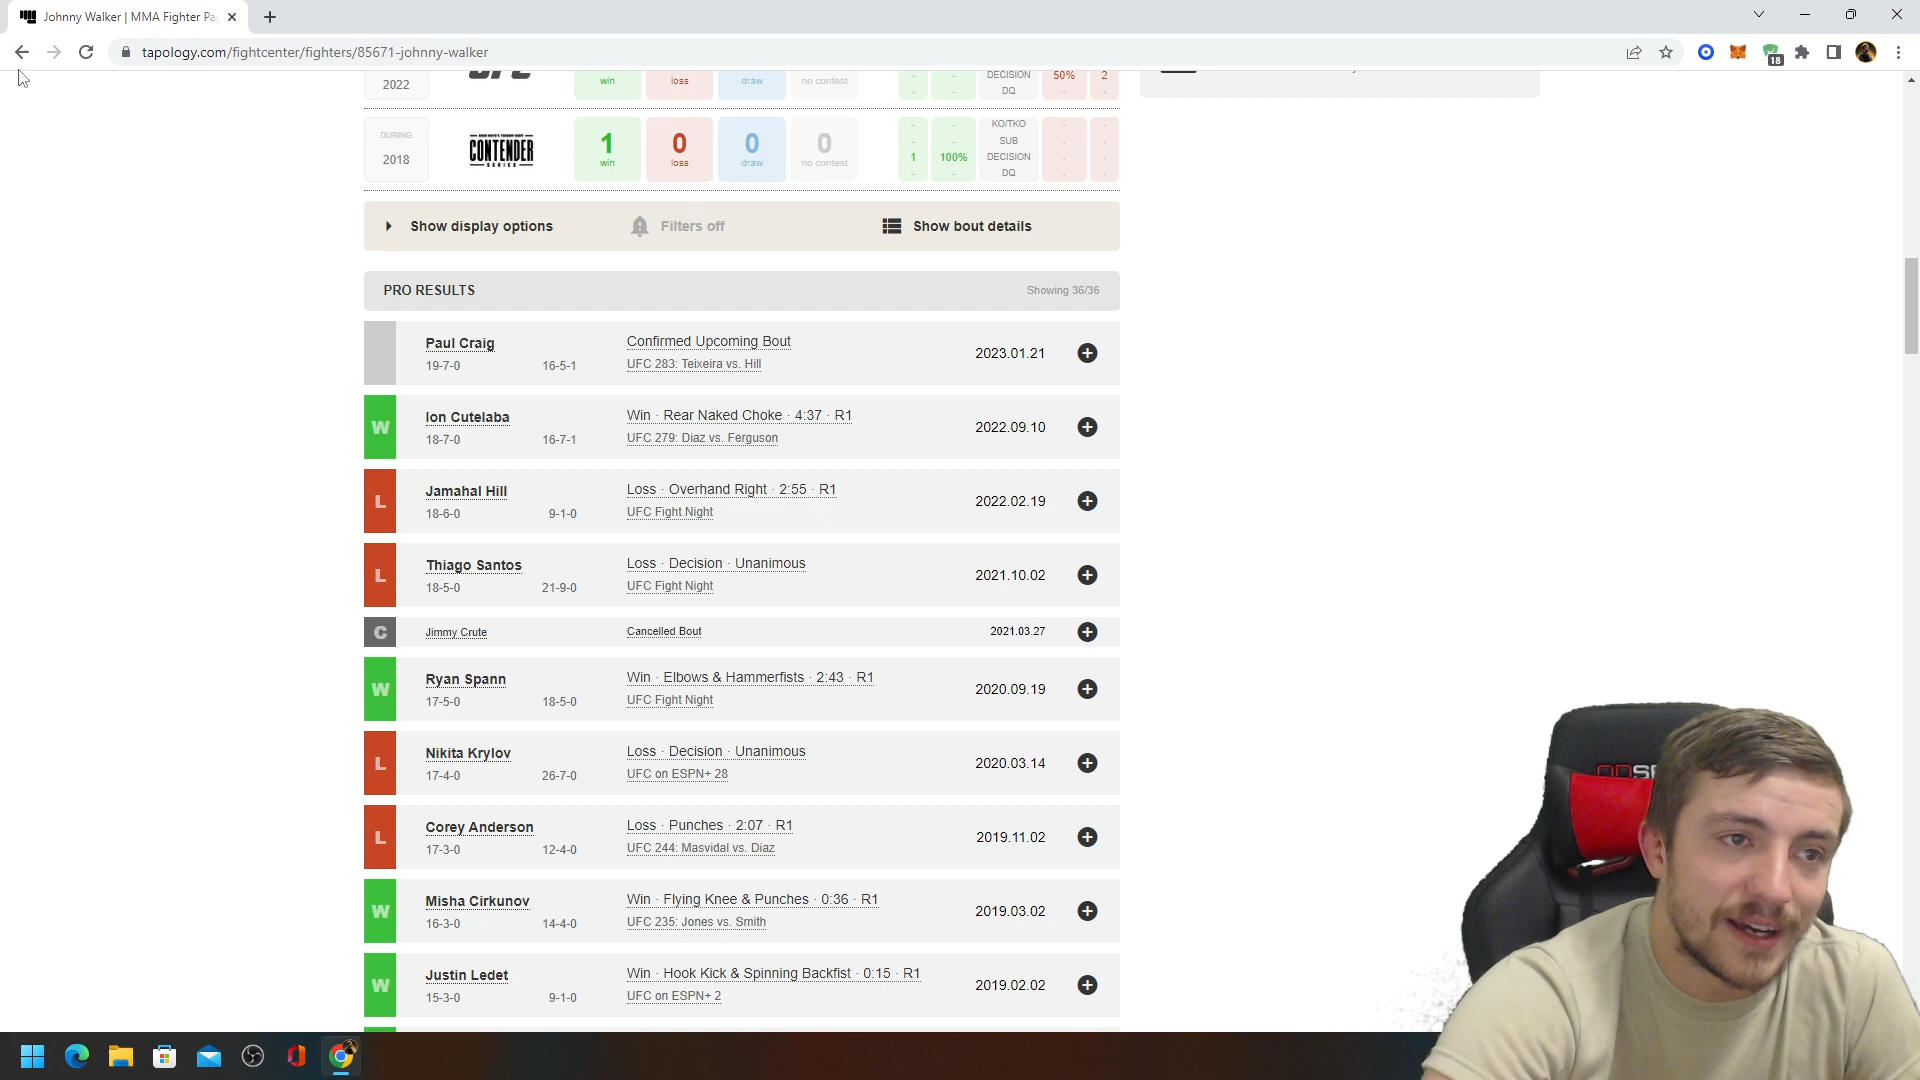 Johnny Walker | MMA Fighter Pa
tapology.com/fightcenter/fighters/85671-johnny-walker
18
2022
win
loss
draw
no contest
DECISION
DQ
50%
2
DURING
2018
CONTENDER
SERIES
1
win
0
loss
0
draw
0
no contest
1
100%
KO/TKO
SUB
DECISION
DQ
Show display options
Filters off
Show bout details
PRO RESULTS
Showing 36/36
Paul Craig
19-7-0
16-5-1
Confirmed Upcoming Bout
UFC 283: Teixeira vs. Hill
2023.01.21
W
Ion Cutelaba
18-7-0
16-7-1
Win · Rear Naked Choke · 4:37 · R1
UFC 279: Diaz vs. Ferguson
2022.09.10
L
Jamahal Hill
18-6-0
9-1-0
Loss · Overhand Right · 2:55 · R1
UFC Fight Night
2022.02.19
L
Thiago Santos
18-5-0
21-9-0
Loss · Decision · Unanimous
UFC Fight Night
2021.10.02
C
Jimmy Crute
Cancelled Bout
2021.03.27
W
Ryan Spann
17-5-0
18-5-0
Win · Elbows & Hammerfists · 2:43 · R1
UFC Fight Night
2020.09.19
L
Nikita Krylov
17-4-0
26-7-0
Loss · Decision · Unanimous
UFC on ESPN+ 28
2020.03.14
L
Corey Anderson
17-3-0
12-4-0
Loss · Punches · 2:07 · R1
UFC 244: Masvidal vs. Diaz
2019.11.02
W
Misha Cirkunov
16-3-0
14-4-0
Win · Flying Knee & Punches · 0:36 · R1
UFC 235: Jones vs. Smith
2019.03.02
W
Justin Ledet
15-3-0
9-1-0
Win · Hook Kick & Spinning Backfist · 0:15 · R1
UFC on ESPN+ 2
2019.02.02